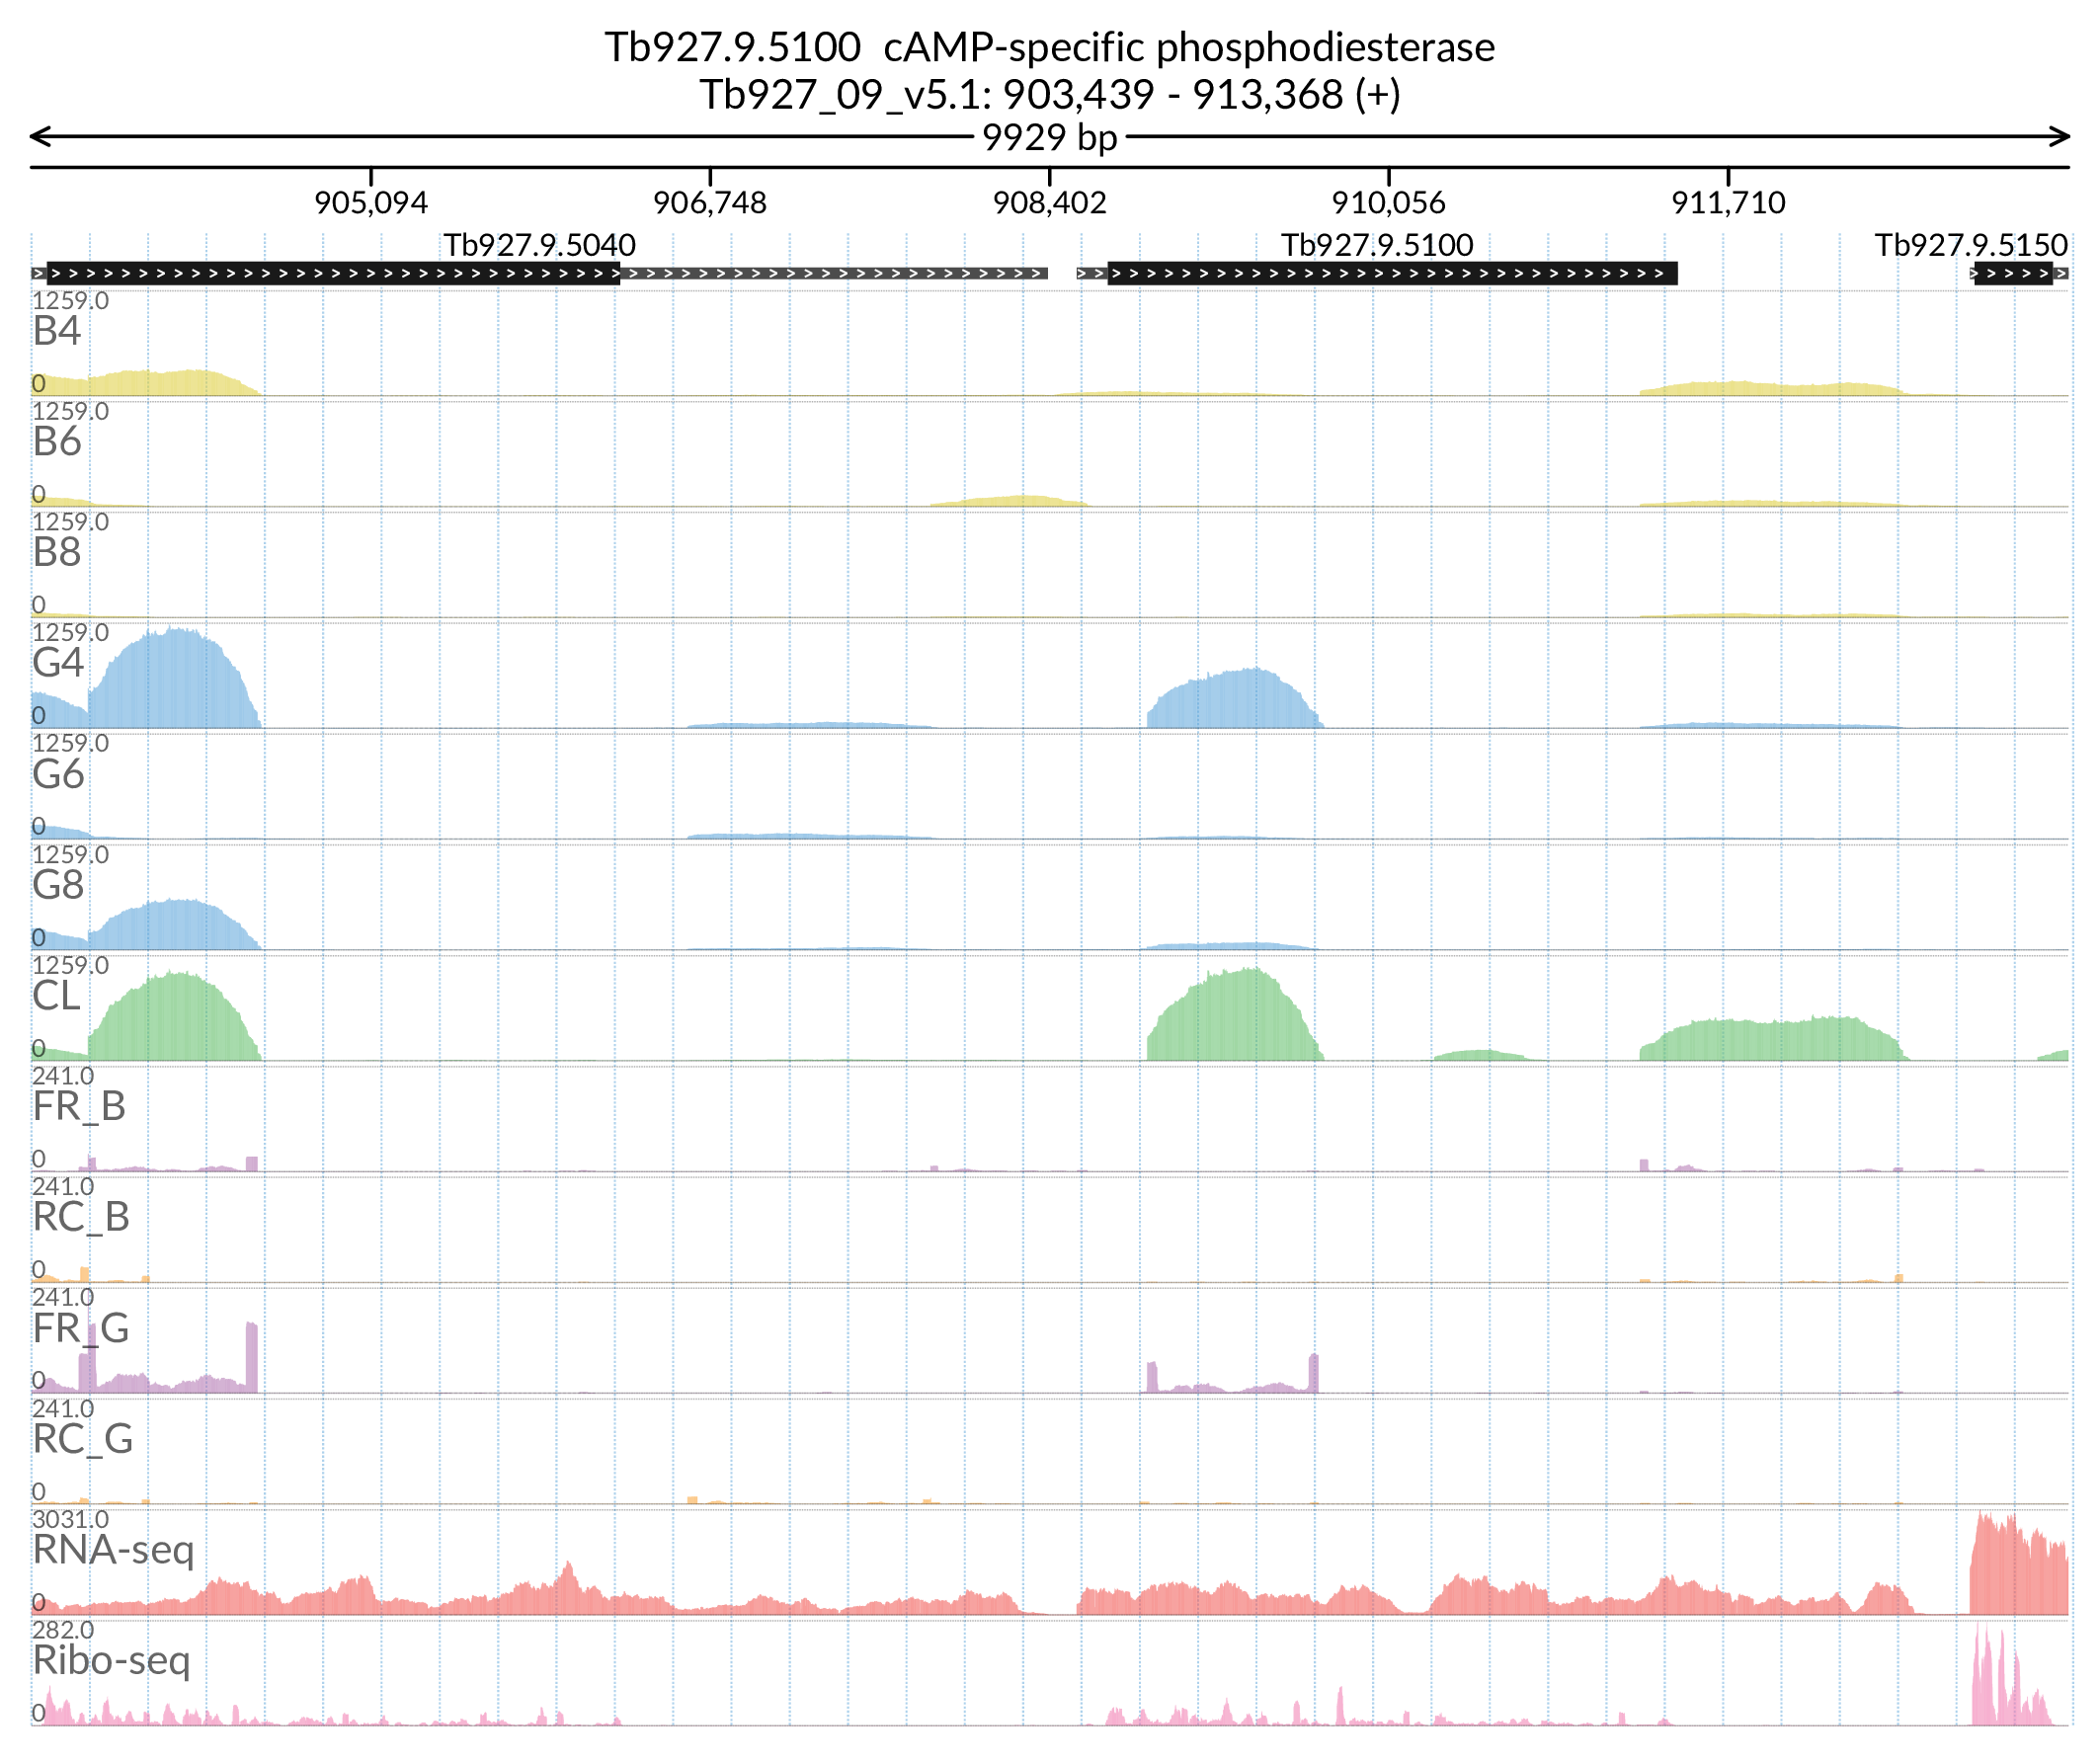 Tb927.9.5100 cAMP-specific phosphodiesterase
Tb927_09_v5.1: 903,439 - 913,368 (+)
9929 bp
905,094 906,748 908,402 910,056 911,710
Tb927.9.5040 Tb927.9.5100 Tb927.9.5150
1259.0
B4
0
1259.0
B6
0
1259.0
B8
0
1259.0
G4
0
1259.0
G6
0
1259.0
G8
0
1259.0
CL
0
241.0
FR_B
0
241.0
RC_B
0
241.0
FR_G
0
241.0
RC_G
0
3031.0
RNA-seq
0
282.0
Ribo-seq
0